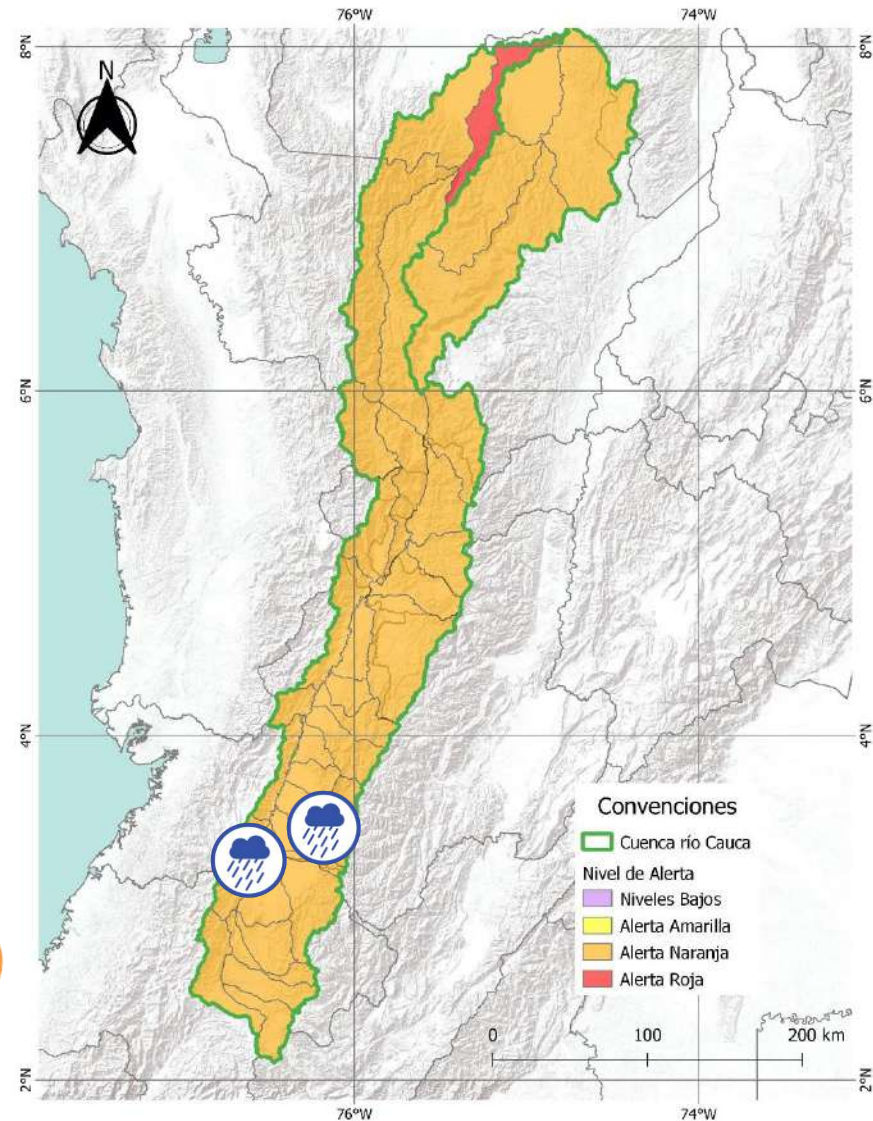 76°W 74°W
8°N 8°N
N
6°N 6°N
4°N 4°N
Convenciones
Cuenca río Cauca
Nivel de Alerta
Niveles Bajos
Alerta Amarilla
Alerta Naranja
Alerta Roja
0 100 200 km
2°N 2°N
76°W 74°W